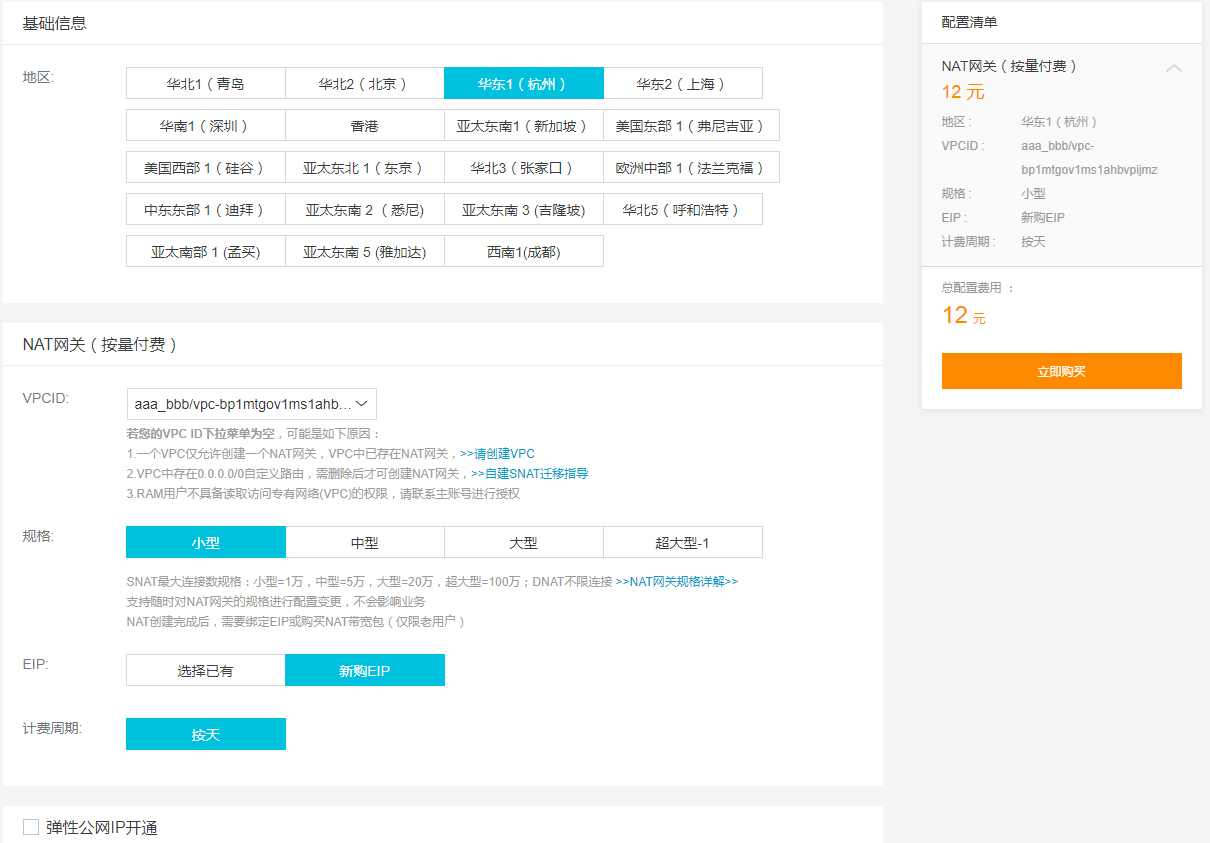 基础信息
地区:
华北1（青岛
华北2（北京）
华东1（杭州）
华东2（上海）
华南1（深圳）
香港
亚太东南1（新加坡）
美国东部 1（弗尼吉亚）
美国西部 1（硅谷）
亚太东北 1（东京）
华北3（张家口）
欧洲中部 1（法兰克福）
中东东部 1（迪拜）
亚太东南 2 （悉尼)
亚太东南 3 (吉隆坡)
华北5（呼和浩特）
亚太南部 1 (孟买)
亚太东南 5 (雅加达)
西南1(成都)
NAT网关（按量付费）
VPCID:
aaa_bbb/vpc-bp1mtgov1ms1ahb...
若您的VPC ID下拉菜单为空，可能是如下原因：
1.一个VPC仅允许创建一个NAT网关，VPC中已存在NAT网关，>>请创建VPC
2.VPC中存在0.0.0.0/0自定义路由，需删除后才可创建NAT网关，>>自建SNAT迁移指导
3.RAM用户不具备读取访问专有网络(VPC)的权限，请联系主账号进行授权
规格:
小型
中型
大型
超大型-1
SNAT最大连接数规格：小型=1万，中型=5万，大型=20万，超大型=100万；DNAT不限连接 >>NAT网关规格详解>>
支持随时对NAT网关的规格进行配置变更，不会影响业务
NAT创建完成后，需要绑定EIP或购买NAT带宽包（仅限老用户）
EIP:
选择已有
新购EIP
计费周期:
按天
弹性公网IP开通
配置清单
NAT网关（按量付费）
12 元
地区 :
华东1（杭州）
VPCID :
aaa_bbb/vpc-
bp1mtgov1ms1ahbvpijmz
规格 :
小型
EIP :
新购EIP
计费周期 :
按天
总配置费用 ：
12 元
立即购买